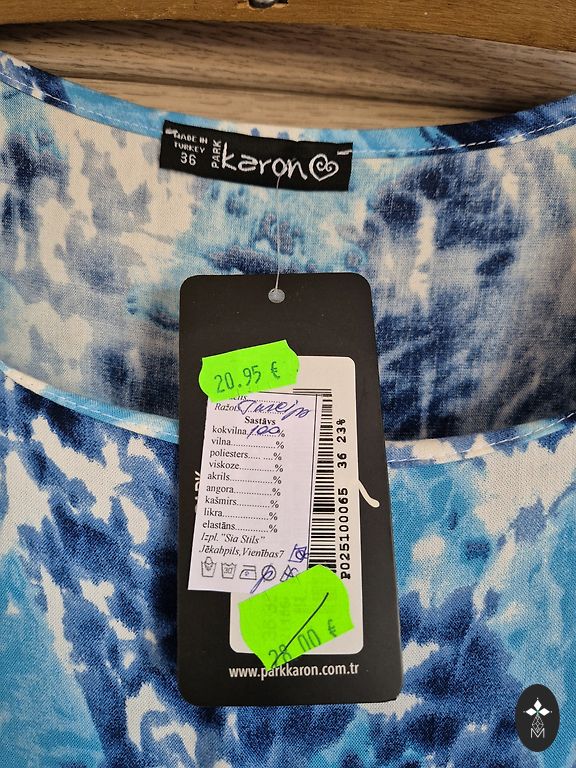 MADE IN
TURKEY
36
PARK
karon
20.95 €
Ražots
Sastāvs
kokvilna 100 %
vilna..............%
poliesters..... ....%
viskoze............%
akrils..............%
angora............%
kašmirs...........%
likra...............%
elastāns...........%
Izpl. "Sia Stils"
Jēkabpils,Vienības7
P025100065 36 23%
28.00 €
www.parkkaron.com.tr
M